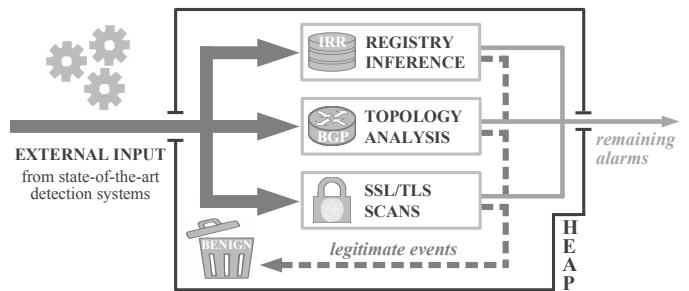 IRR
REGISTRY
INFERENCE
BGP
TOPOLOGY
ANALYSIS
SSL/TLS
SCANS
EXTERNAL INPUT
from state-of-the-art
detection systems
remaining
alarms
BENIGN
legitimate events
HEAP